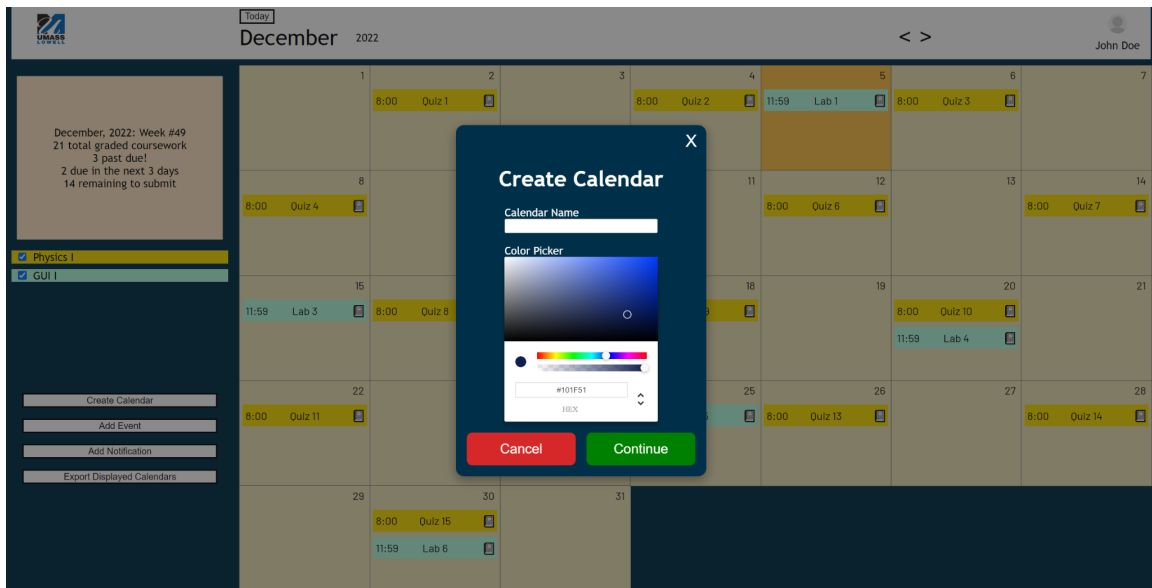 UMASS
LOWELL
Today
December 2022
< >
John Doe
December, 2022: Week #49
21 total graded coursework
3 past due!
2 due in the next 3 days
14 remaining to submit
Physics I
GUI I
Create Calendar
Add Event
Add Notification
Export Displayed Calendars
1 2 3 4 5 6 7
8:00 Quiz 1 8:00 Quiz 2 11:59 Lab 1 8:00 Quiz 3
8 11 12 13 14
8:00 Quiz 4 8:00 Quiz 6 8:00 Quiz 7
15 18 19 20 21
11:59 Lab 3 8:00 Quiz 8 8:00 Quiz 10
11:59 Lab 4
22 25 26 27 28
8:00 Quiz 11 8:00 Quiz 13 8:00 Quiz 14
29 30 31
8:00 Quiz 15
11:59 Lab 6
X
Create Calendar
Calendar Name
Color Picker
#101F51
HEX
Cancel Continue